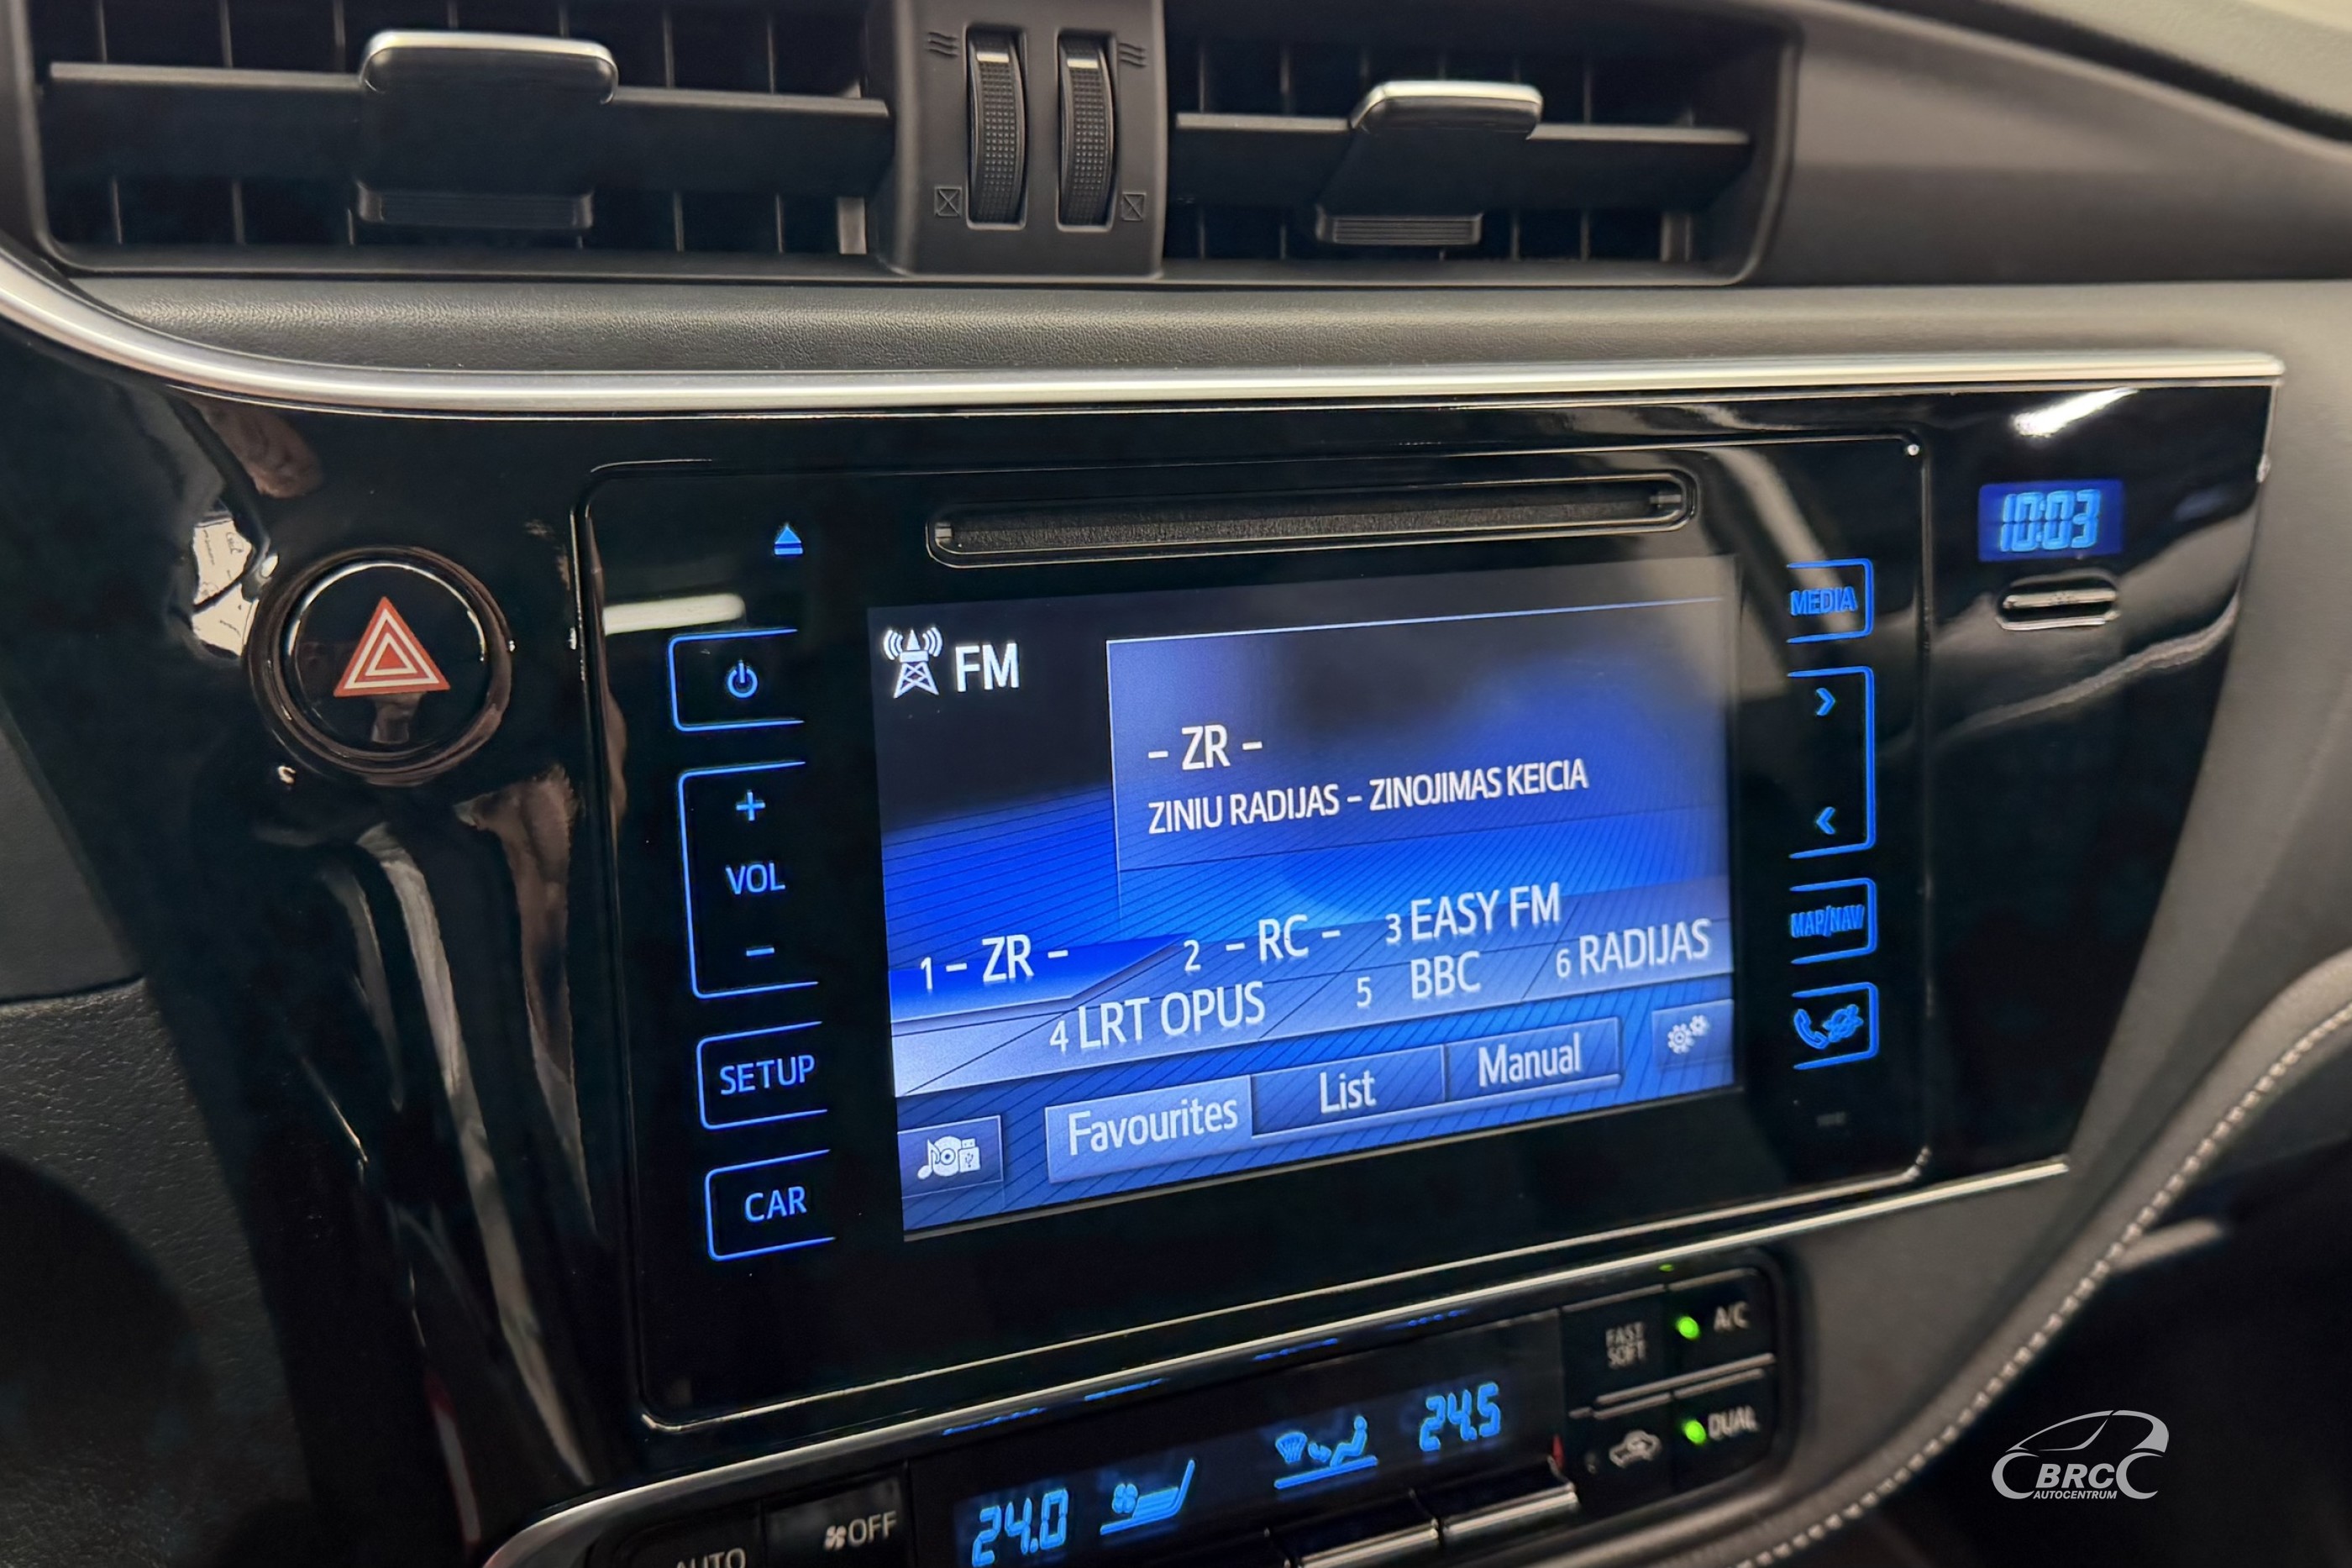 10:03
MEDIA
FM
- ZR -
ZINIU RADIJAS - ZINOJIMAS KEICIA
+
VOL
-
MAP/NAV
1 - ZR -
2 - RC -
3 EASY FM
4 LRT OPUS
5 BBC
6 RADIJAS
SETUP
Favourites
List
Manual
CAR
FAST
SOFT
A/C
24.0
24.5
DUAL
AUTO
OFF
BRC
AUTOCENTRUM